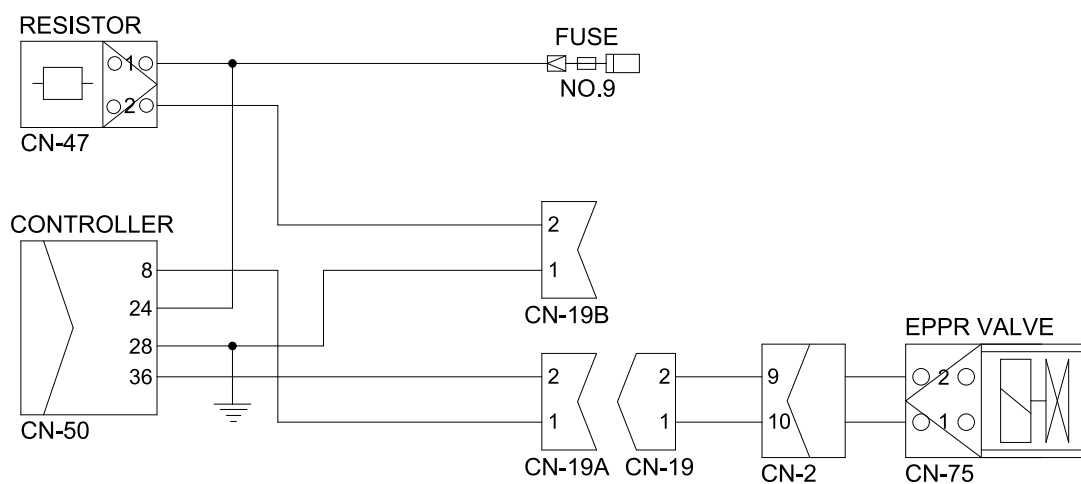 RESISTOR
1
2
CN-47
FUSE
NO.9
CONTROLLER
8
24
28
36
CN-50
2
1
CN-19B
2
1
CN-19A
2
1
CN-19
9
10
CN-2
EPPR VALVE
2
1
CN-75